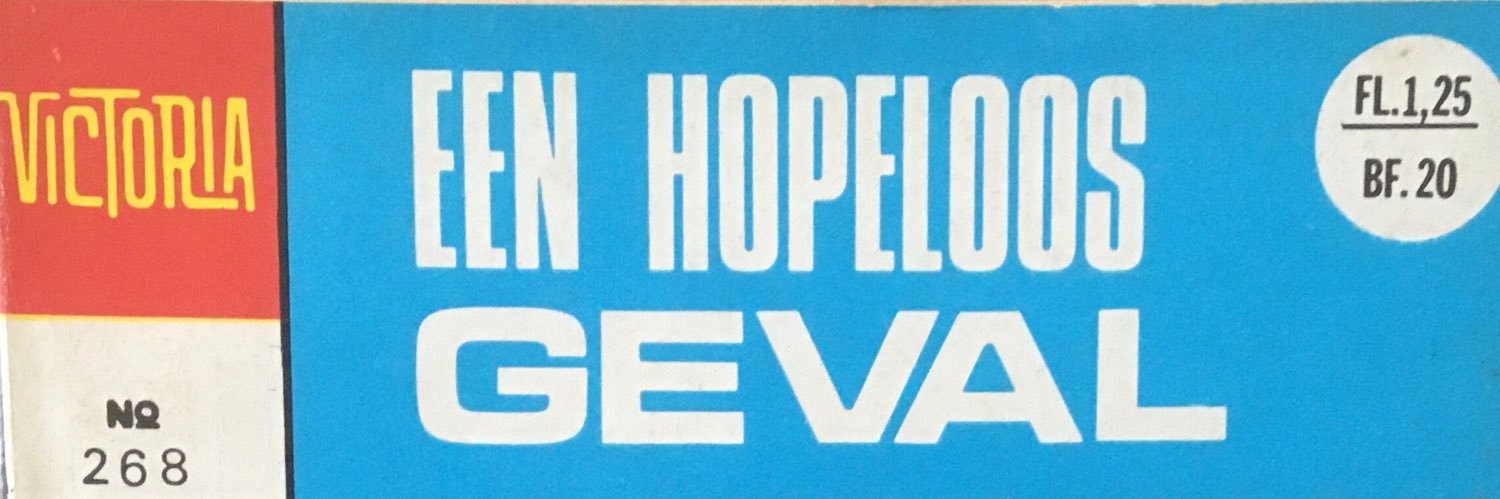 VICTORIA
Nº
268
EEN HOPELOOS
GEVAL
FL.1,25
BF. 20